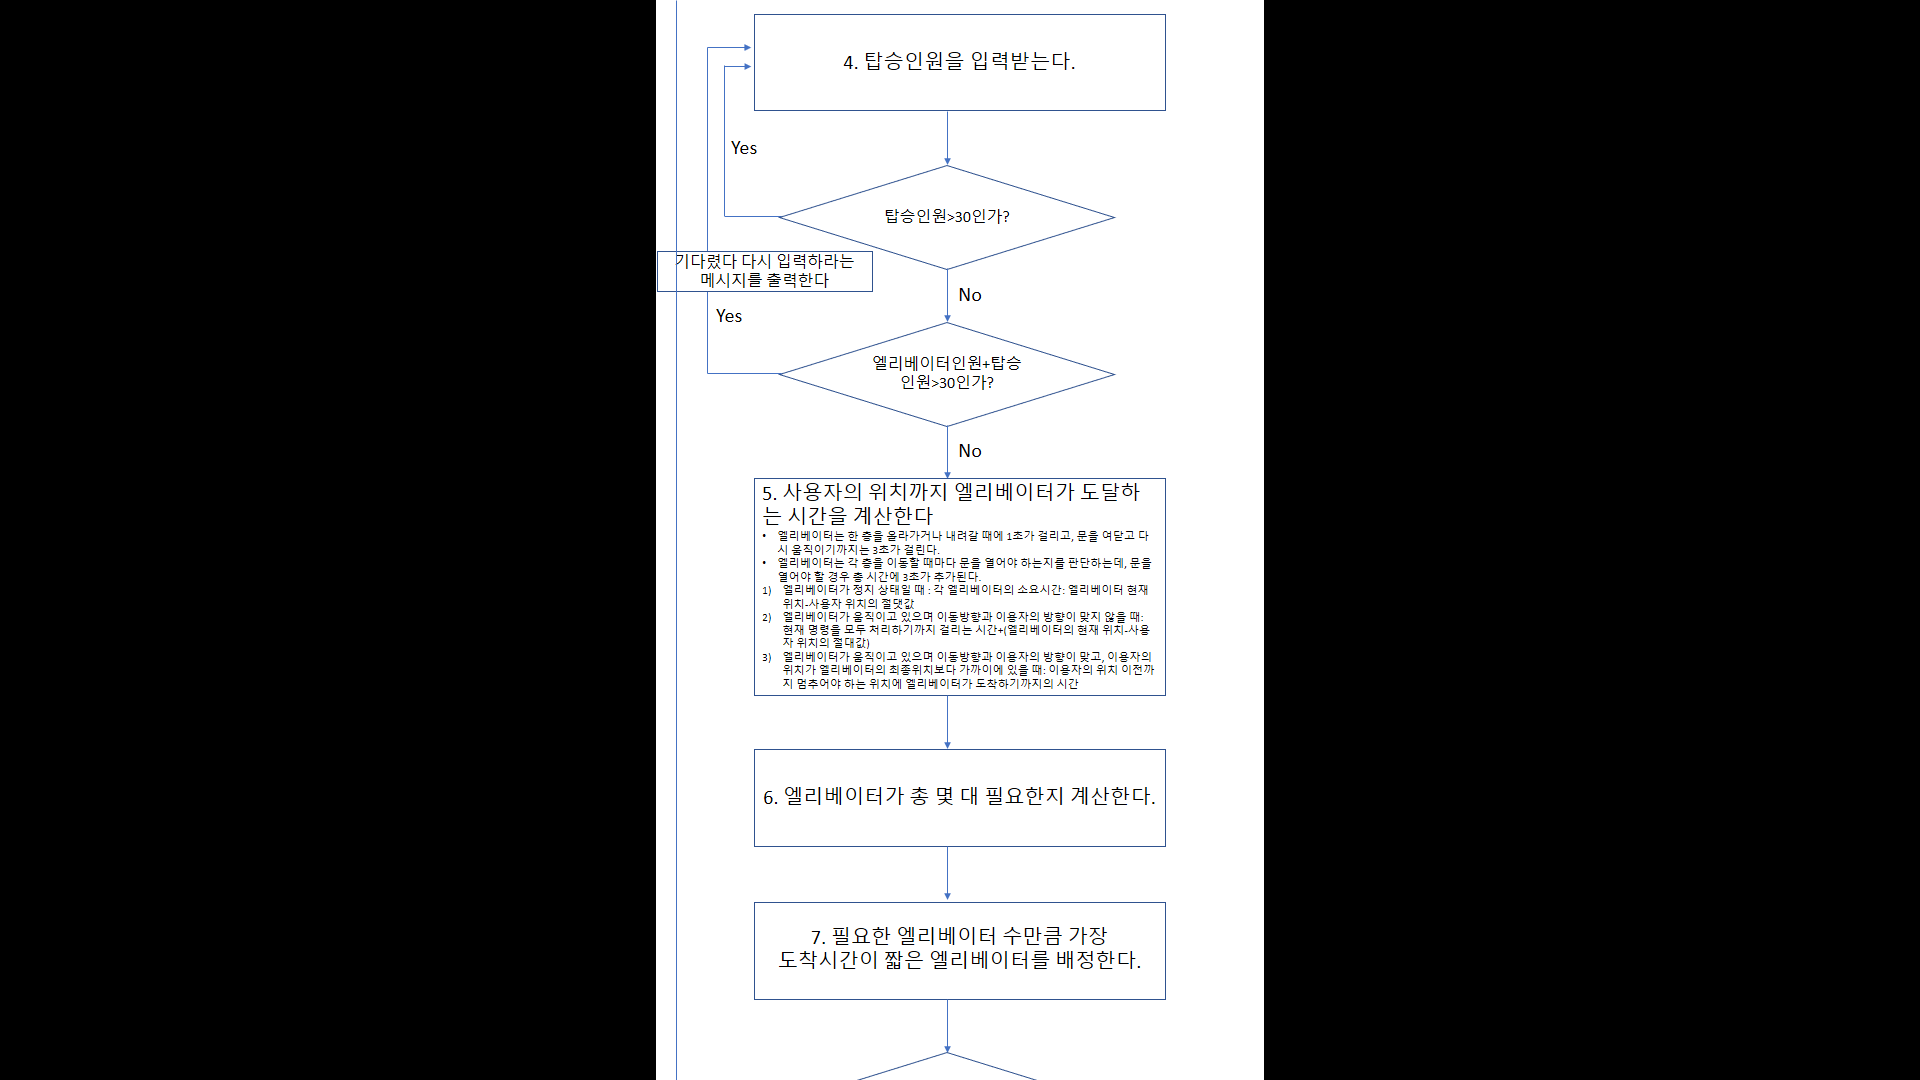 4. 탑승인원을 입력받는다.
Yes
탑승인원>30인가?
기다렸다 다시 입력하라는
메시지를 출력한다
No
Yes
엘리베이터인원+탑승
인원>30인가?
No
5. 사용자의 위치까지 엘리베이터가 도달하
는 시간을 계산한다
• 엘리베이터는 한 층을 올라가거나 내려갈 때에 1초가 걸리고, 문을 여닫고 다
시 움직이기까지는 3초가 걸린다.
• 엘리베이터는 각 층을 이동할 때마다 문을 열어야 하는지를 판단하는데, 문을
열어야 할 경우 총 시간에 3초가 추가된다.
1) 엘리베이터가 정지 상태일 때 : 각 엘리베이터의 소요시간: 엘리베이터 현재
위치-사용자 위치의 절댓값
2) 엘리베이터가 움직이고 있으며 이동방향과 이용자의 방향이 맞지 않을 때:
현재 명령을 모두 처리하기까지 걸리는 시간+(엘리베이터의 현재 위치-사용
자 위치의 절대값)
3) 엘리베이터가 움직이고 있으며 이동방향과 이용자의 방향이 맞고, 이용자의
위치가 엘리베이터의 최종위치보다 가까이에 있을 때: 이용자의 위치 이전까
지 멈추어야 하는 위치에 엘리베이터가 도착하기까지의 시간
6. 엘리베이터가 총 몇 대 필요한지 계산한다.
7. 필요한 엘리베이터 수만큼 가장
도착시간이 짧은 엘리베이터를 배정한다.